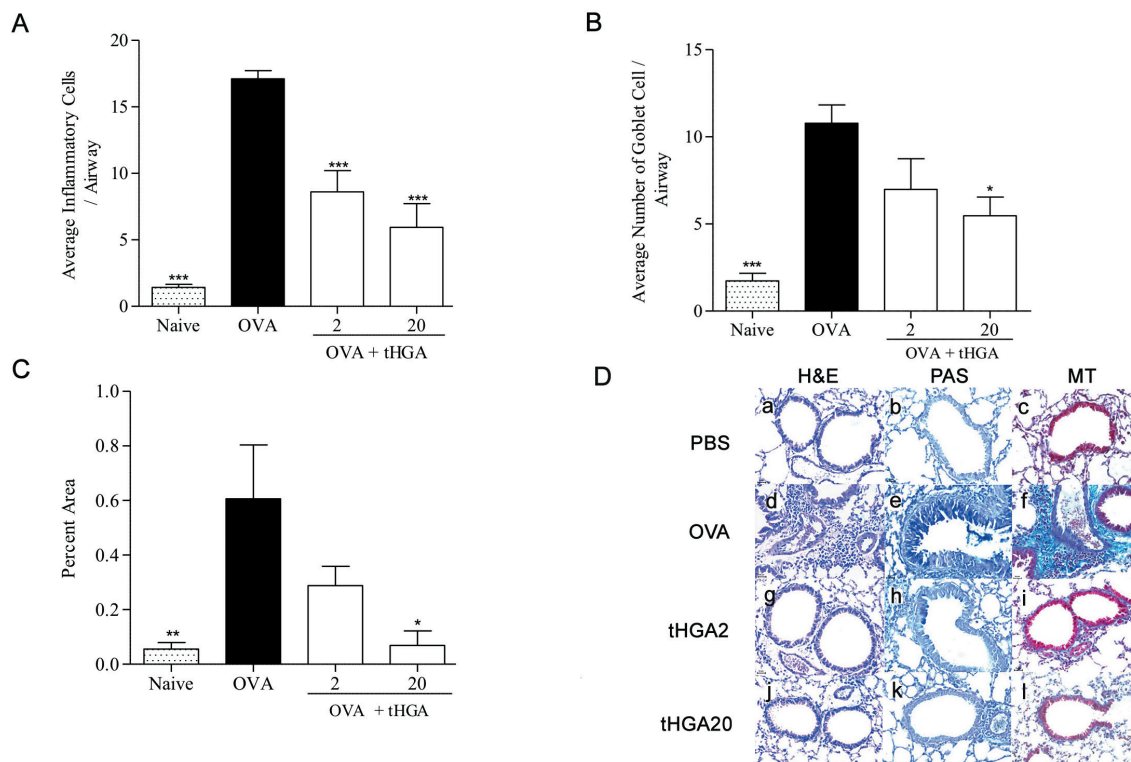 A
Average Inflammatory Cells
/ Airway
20
15
10
5
0
***
***
***
Naive OVA 2 20
OVA + tHGA
B
Average Number of Goblet Cell /
Airway
15
10
5
0
***
*
Naive OVA 2 20
OVA + tHGA
C
Percent Area
1.0
0.8
0.6
0.4
0.2
0.0
**
*
Naive OVA 2 20
OVA + tHGA
D
H&E PAS MT
PBS a b c
OVA d e f
tHGA2 g h i
tHGA20 j k l